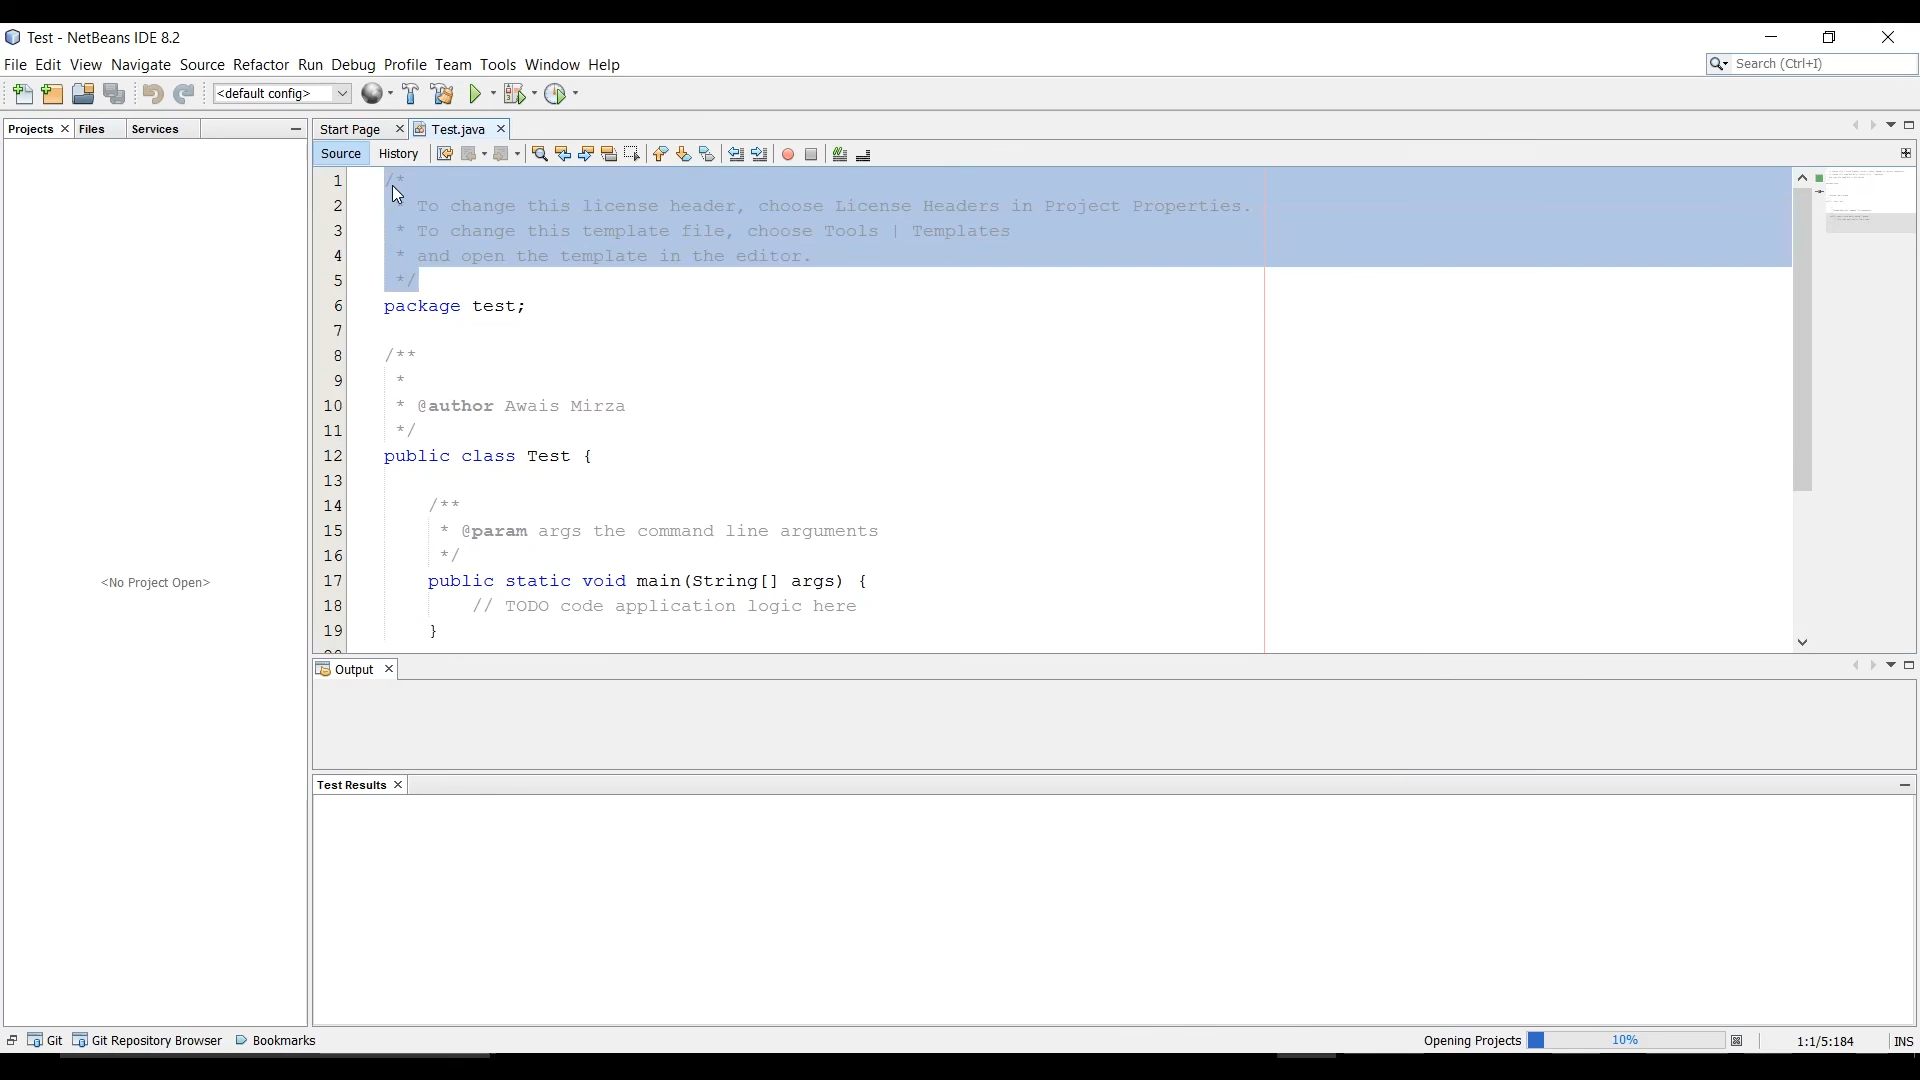 Test - NetBeans IDE 8.2
File Edit View Navigate Source Refactor Run Debug Profile Team Tools Window Help
Search (Ctrl+I)
<default config>
Projects Files Services
Start Page Test.java
Source History
1 /*
2 To change this license header, choose License Headers in Project Properties.
3 * To change this template file, choose Tools | Templates
4 * and open the template in the editor.
5 */
6 package test;
7
8 /**
9 *
10 * @author Awais Mirza
11 */
12 public class Test {
13
14 /**
15 * @param args the command line arguments
16 */
17 public static void main(String[] args) {
18 // TODO code application logic here
19 }
<No Project Open>
Output
Test Results
Git Git Repository Browser Bookmarks
Opening Projects 10% 1:1/5:184 INS